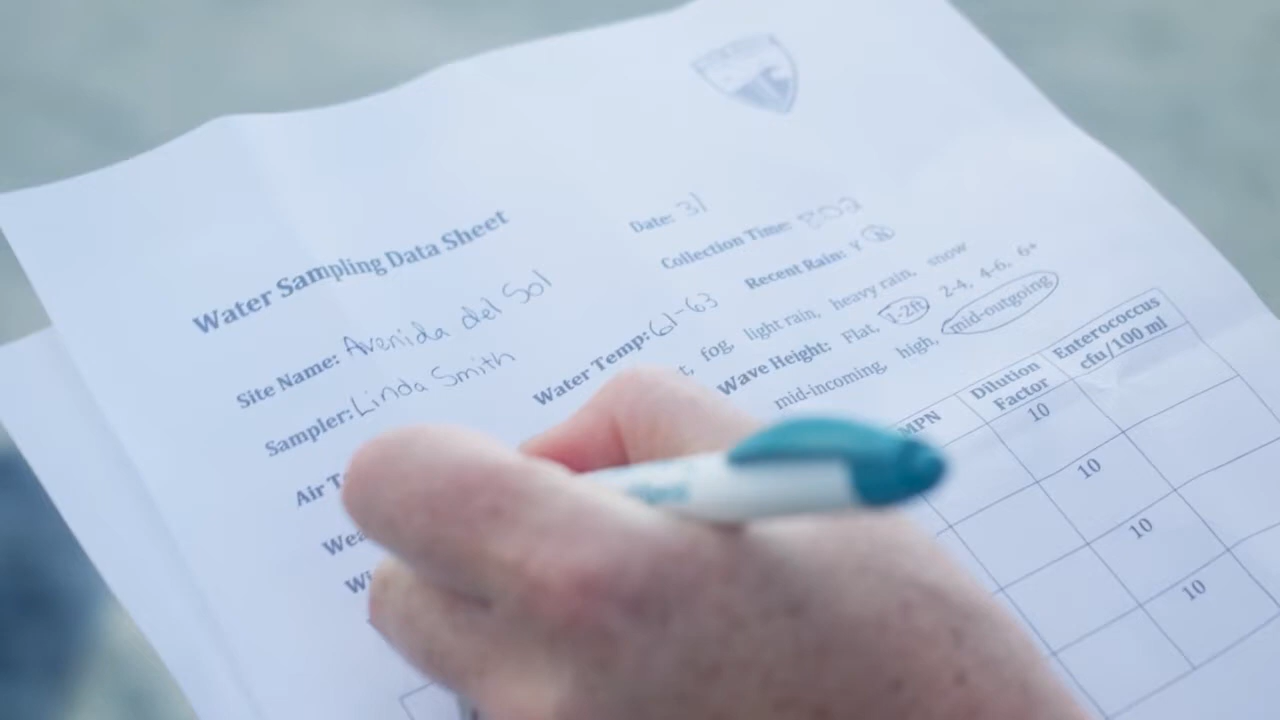 Water Sampling Data Sheet
Date: 31
Site Name: Avenida del Sol
Collection Time: 802
Sampler: Linda Smith
Recent Rain: Y N
Water Temp: 61-63
Air
fog, light rain, heavy rain, snow
Wave Height: Flat, 1-2ft 2-4, 4-6, 6+
mid-incoming, high, mid-outgoing
MPN
Dilution Factor
Enterococcus cfu/100 ml
10
10
10
10